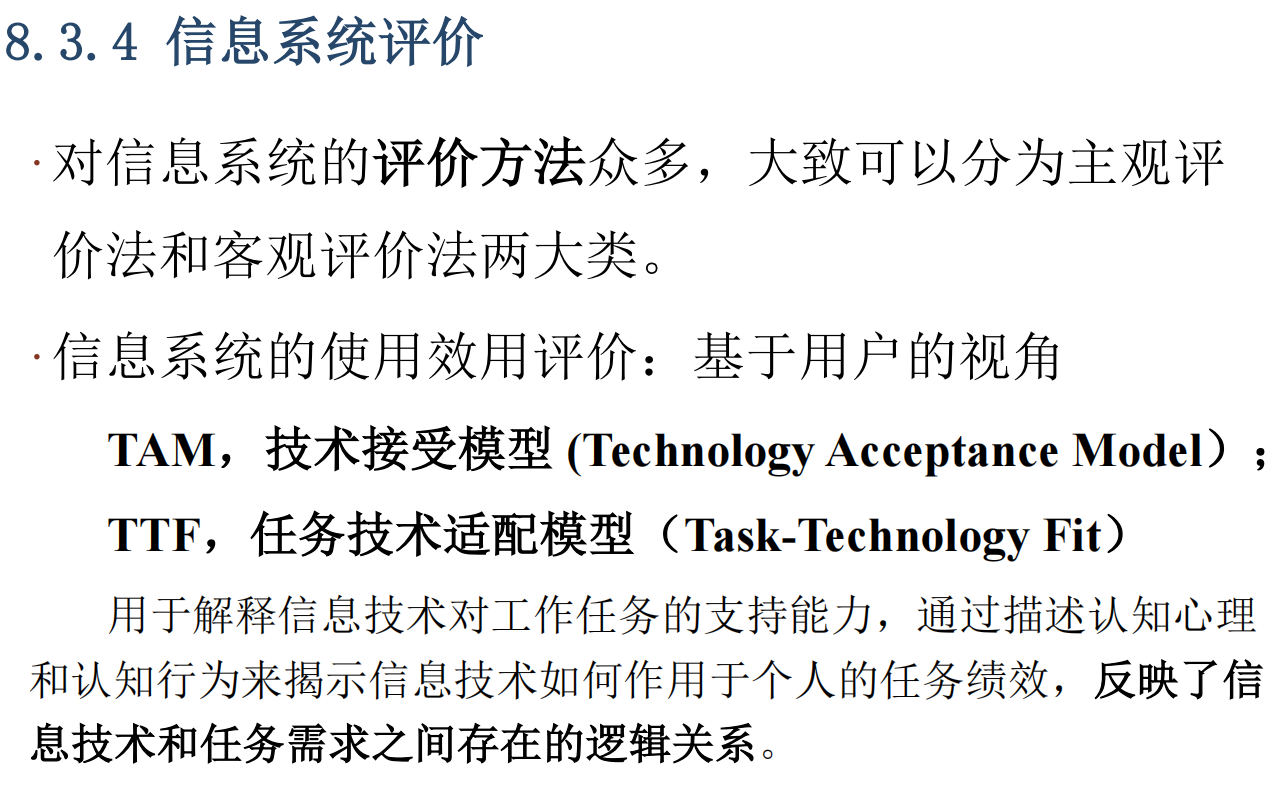 8.3.4 信息系统评价
·对信息系统的评价方法众多，大致可以分为主观评
价法和客观评价法两大类。
·信息系统的使用效用评价：基于用户的视角
TAM，技术接受模型 (Technology Acceptance Model）；
TTF，任务技术适配模型（Task-Technology Fit）
用于解释信息技术对工作任务的支持能力，通过描述认知心理
和认知行为来揭示信息技术如何作用于个人的任务绩效，反映了信
息技术和任务需求之间存在的逻辑关系。